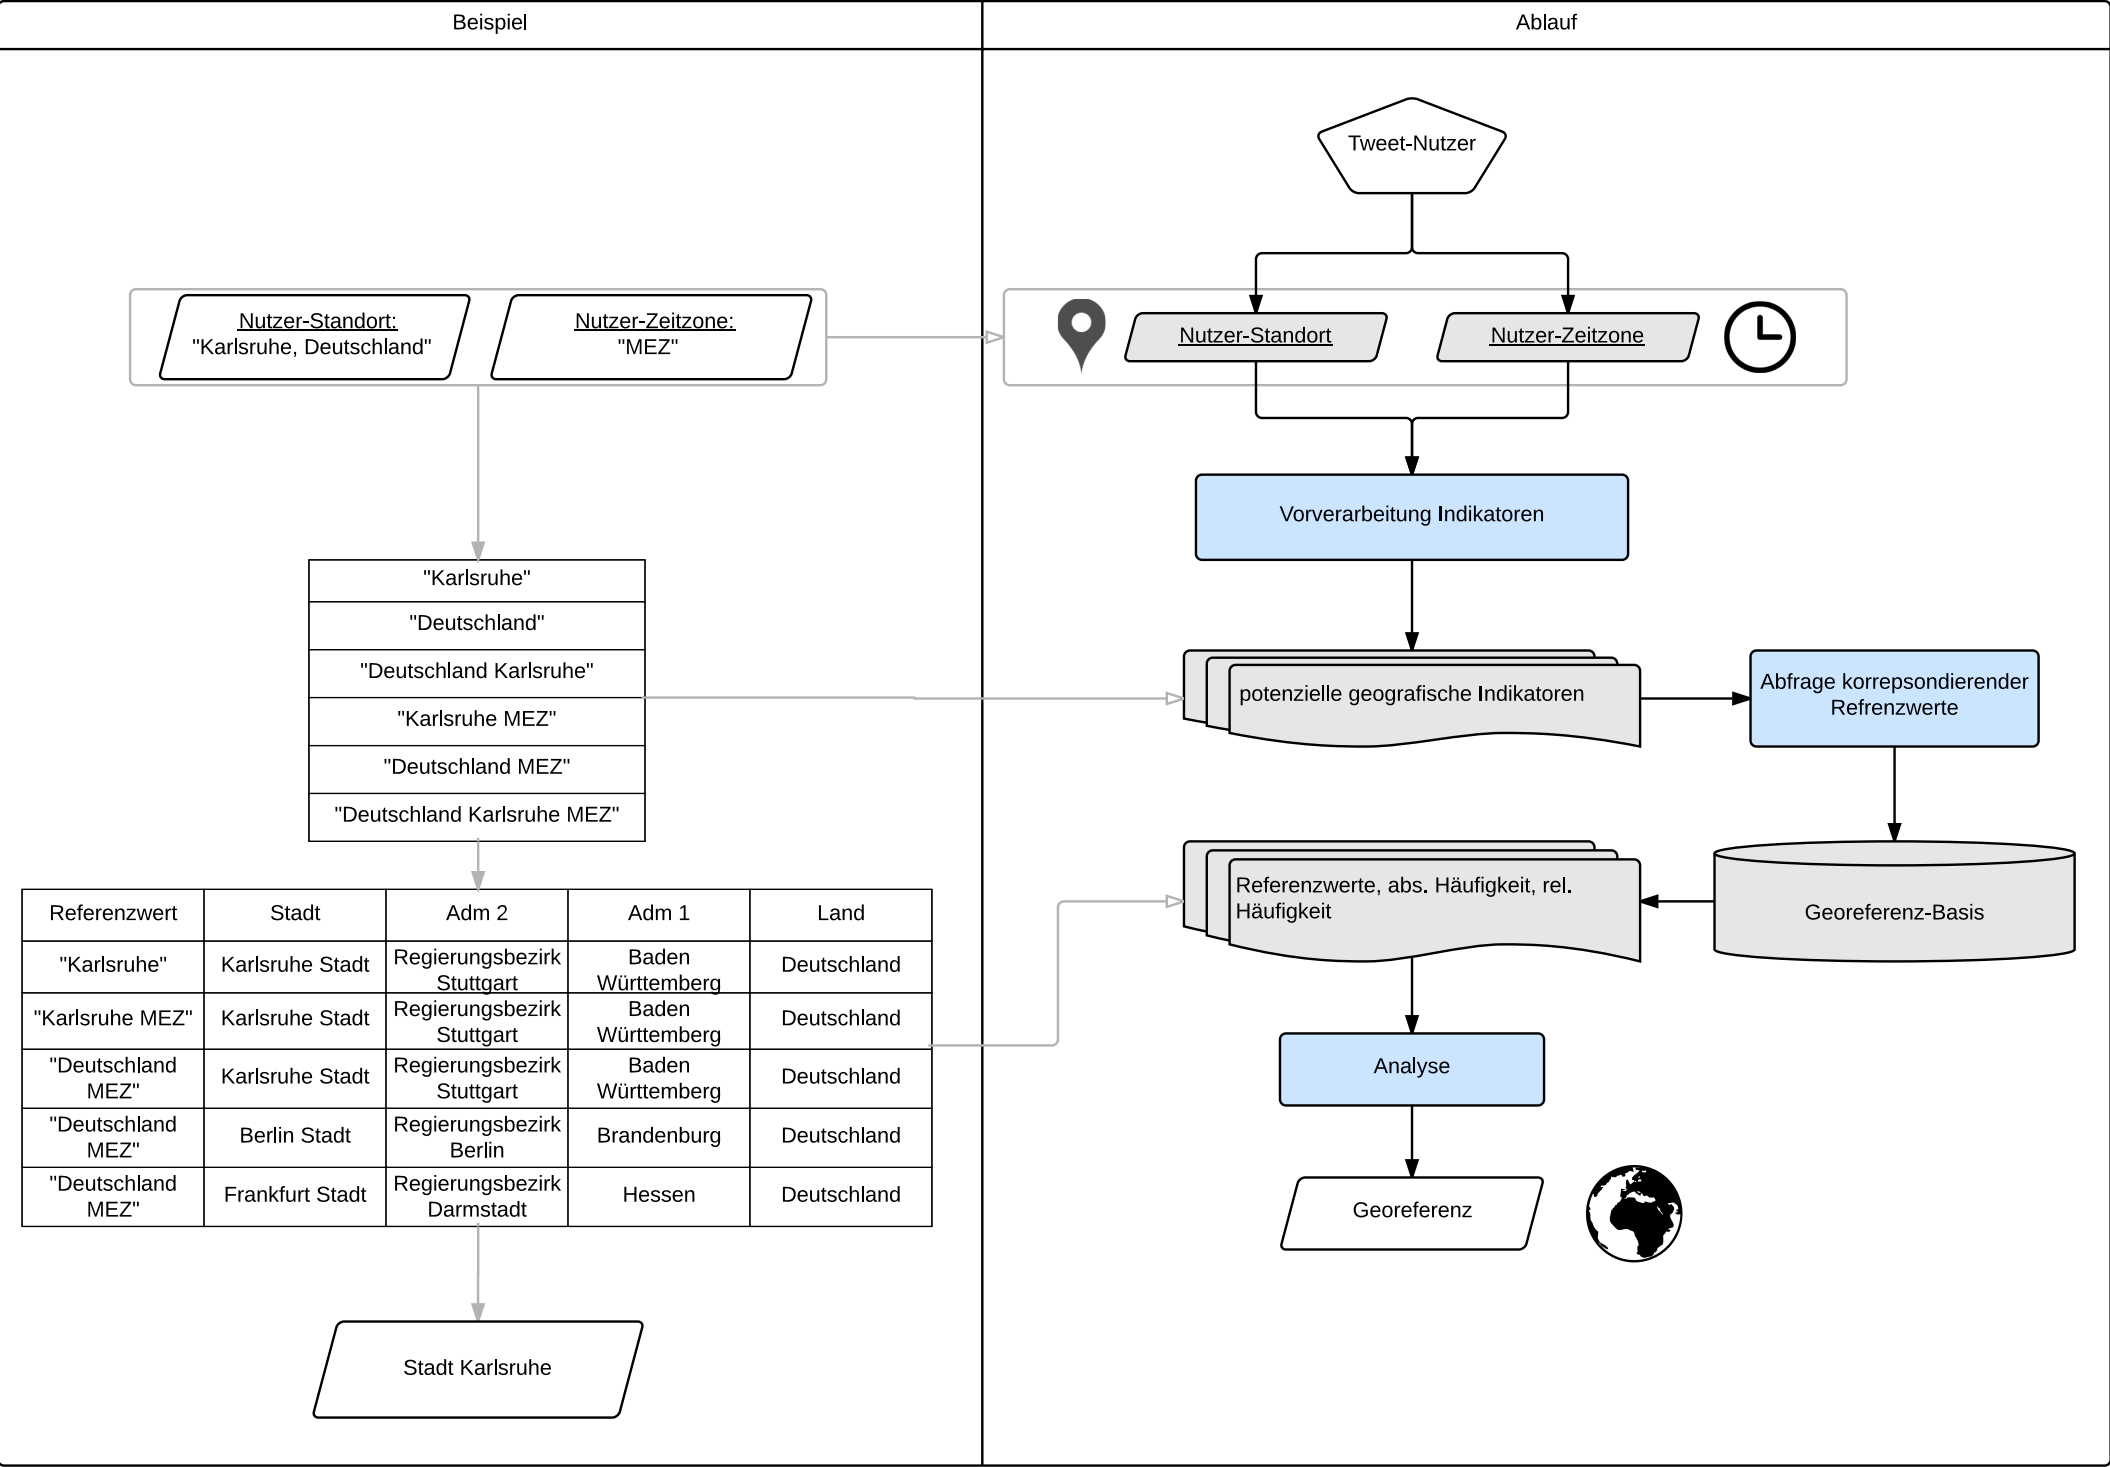 Beispiel
Ablauf
Tweet-Nutzer
Nutzer-Standort:
"Karlsruhe, Deutschland"
Nutzer-Zeitzone:
"MEZ"
Nutzer-Standort
Nutzer-Zeitzone
Vorverarbeitung Indikatoren
"Karlsruhe"
"Deutschland"
"Deutschland Karlsruhe"
"Karlsruhe MEZ"
"Deutschland MEZ"
"Deutschland Karlsruhe MEZ"
potenzielle geografische Indikatoren
Abfrage korrepsondierender
Refrenzwerte
Referenzwerte, abs. Häufigkeit, rel.
Häufigkeit
Georeferenz-Basis
Referenzwert
Stadt
Adm 2
Adm 1
Land
"Karlsruhe"
Karlsruhe Stadt
Regierungsbezirk
Stuttgart
Baden
Württemberg
Deutschland
"Karlsruhe MEZ"
Karlsruhe Stadt
Regierungsbezirk
Stuttgart
Baden
Württemberg
Deutschland
"Deutschland
MEZ"
Karlsruhe Stadt
Regierungsbezirk
Stuttgart
Baden
Württemberg
Deutschland
"Deutschland
MEZ"
Berlin Stadt
Regierungsbezirk
Berlin
Brandenburg
Deutschland
"Deutschland
MEZ"
Frankfurt Stadt
Regierungsbezirk
Darmstadt
Hessen
Deutschland
Analyse
Georeferenz
Stadt Karlsruhe